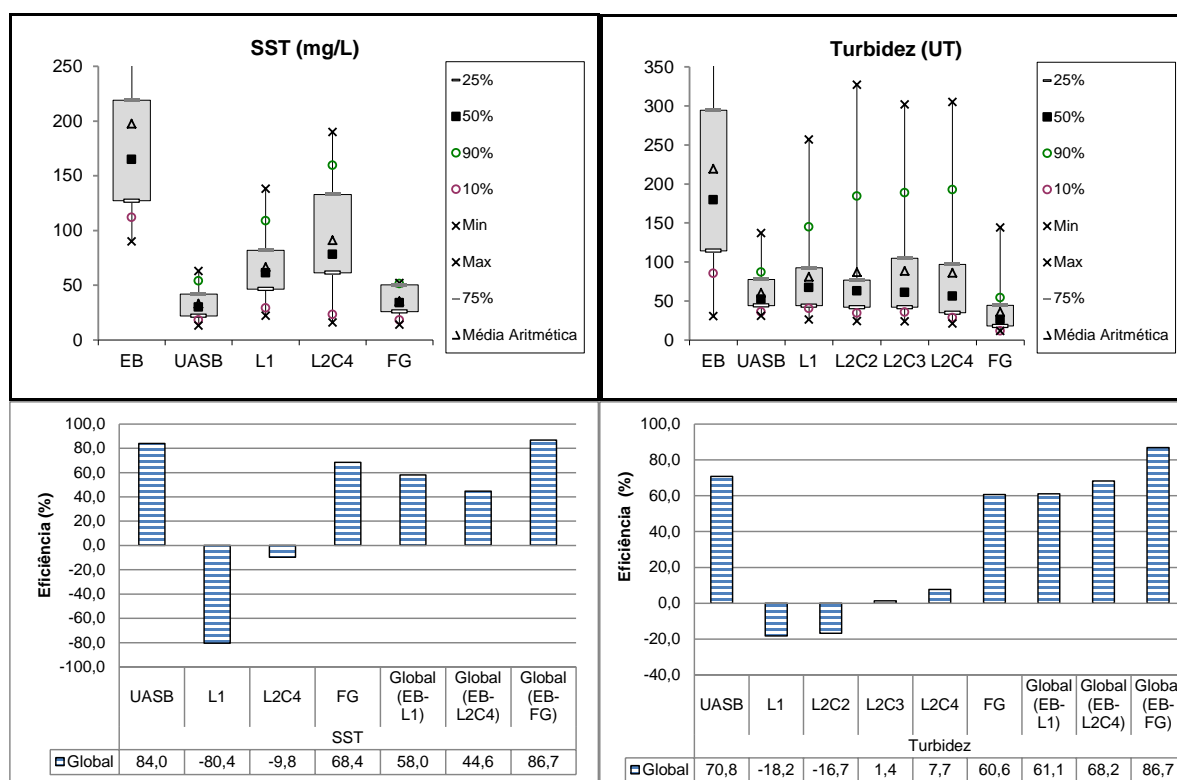 SST (mg/L)
250
200
150
100
50
0
EB UASB L1 L2C4 FG
25%
50%
90%
10%
Min
Max
75%
Média Aritmética
Turbidez (UT)
350
300
250
200
150
100
50
0
EB UASB L1 L2C2 L2C3 L2C4 FG
25%
50%
90%
10%
Min
Max
75%
Média Aritmética
Eficiência (%)
100,0
80,0
60,0
40,0
20,0
0,0
-20,0
-40,0
-60,0
-80,0
-100,0
UASB L1 L2C4 FG Global (EB-L1) Global (EB-L2C4) Global (EB-FG)
SST
Global 84,0 -80,4 -9,8 68,4 58,0 44,6 86,7
Eficiência (%)
100,0
80,0
60,0
40,0
20,0
0,0
-20,0
-40,0
UASB L1 L2C2 L2C3 L2C4 FG Global (EB-L1) Global (EB-L2C4) Global (EB-FG)
Turbidez
Global 70,8 -18,2 -16,7 1,4 7,7 60,6 61,1 68,2 86,7